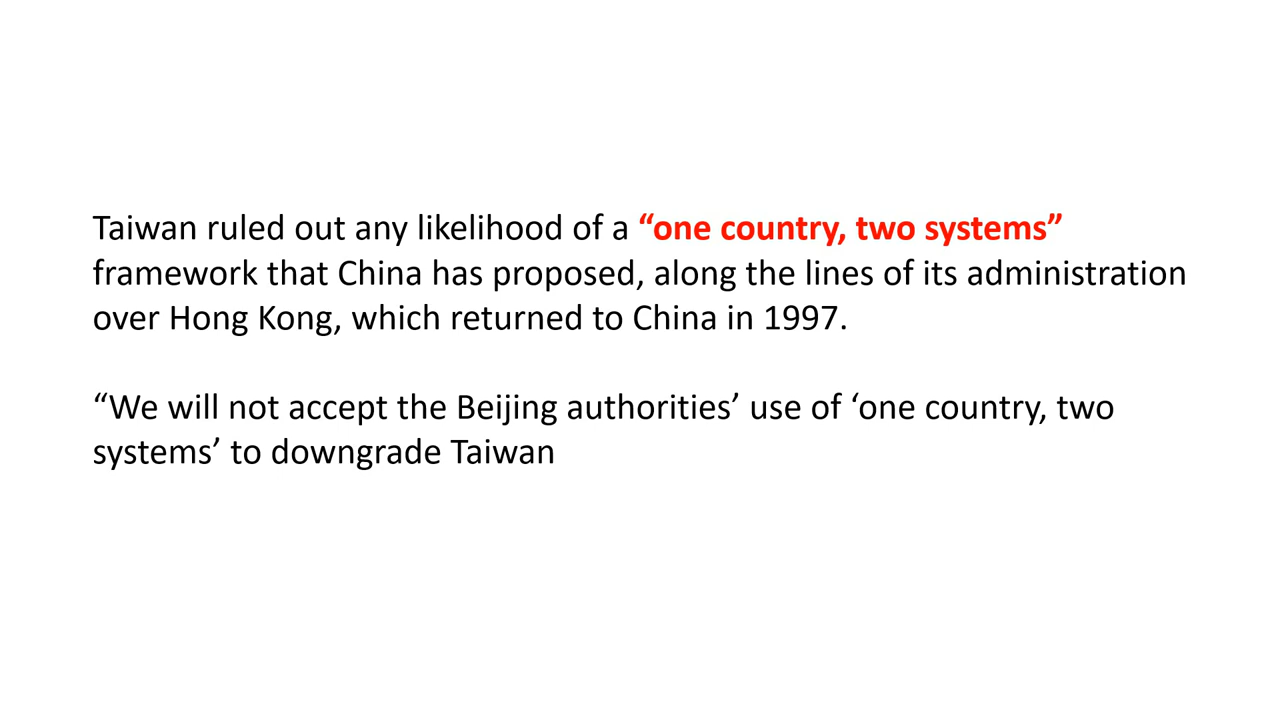 Taiwan ruled out any likelihood of a “one country, two systems”
framework that China has proposed, along the lines of its administration
over Hong Kong, which returned to China in 1997.
“We will not accept the Beijing authorities’ use of ‘one country, two
systems’ to downgrade Taiwan